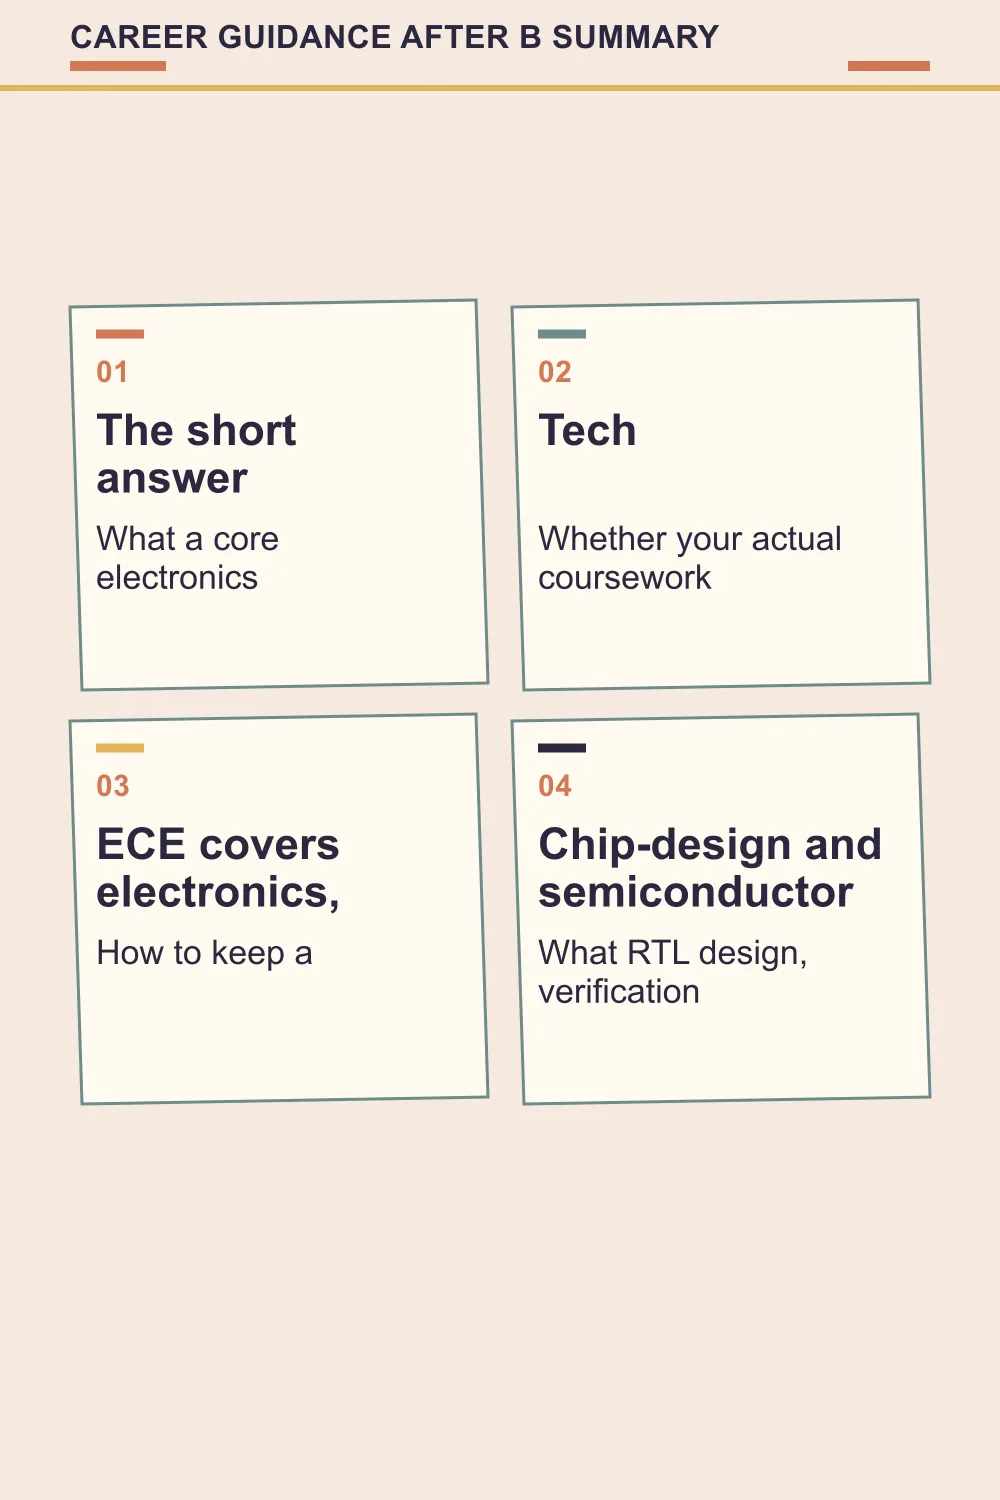 CAREER GUIDANCE AFTER B SUMMARY
01
The short
answer
What a core
electronics
02
Tech
Whether your actual
coursework
03
ECE covers
electronics,
How to keep a
04
Chip-design and
semiconductor
What RTL design,
verification